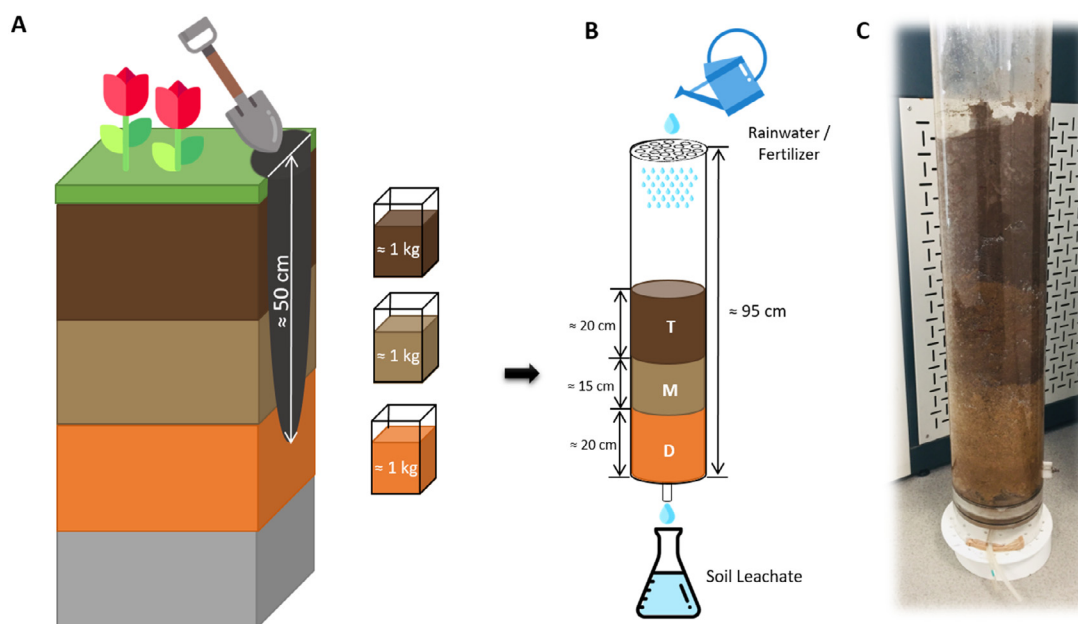 A
≈ 50 cm
≈ 1 kg
≈ 1 kg
≈ 1 kg
B
Rainwater /
Fertilizer
≈ 20 cm
T
≈ 15 cm
M
≈ 20 cm
D
≈ 95 cm
Soil Leachate
C